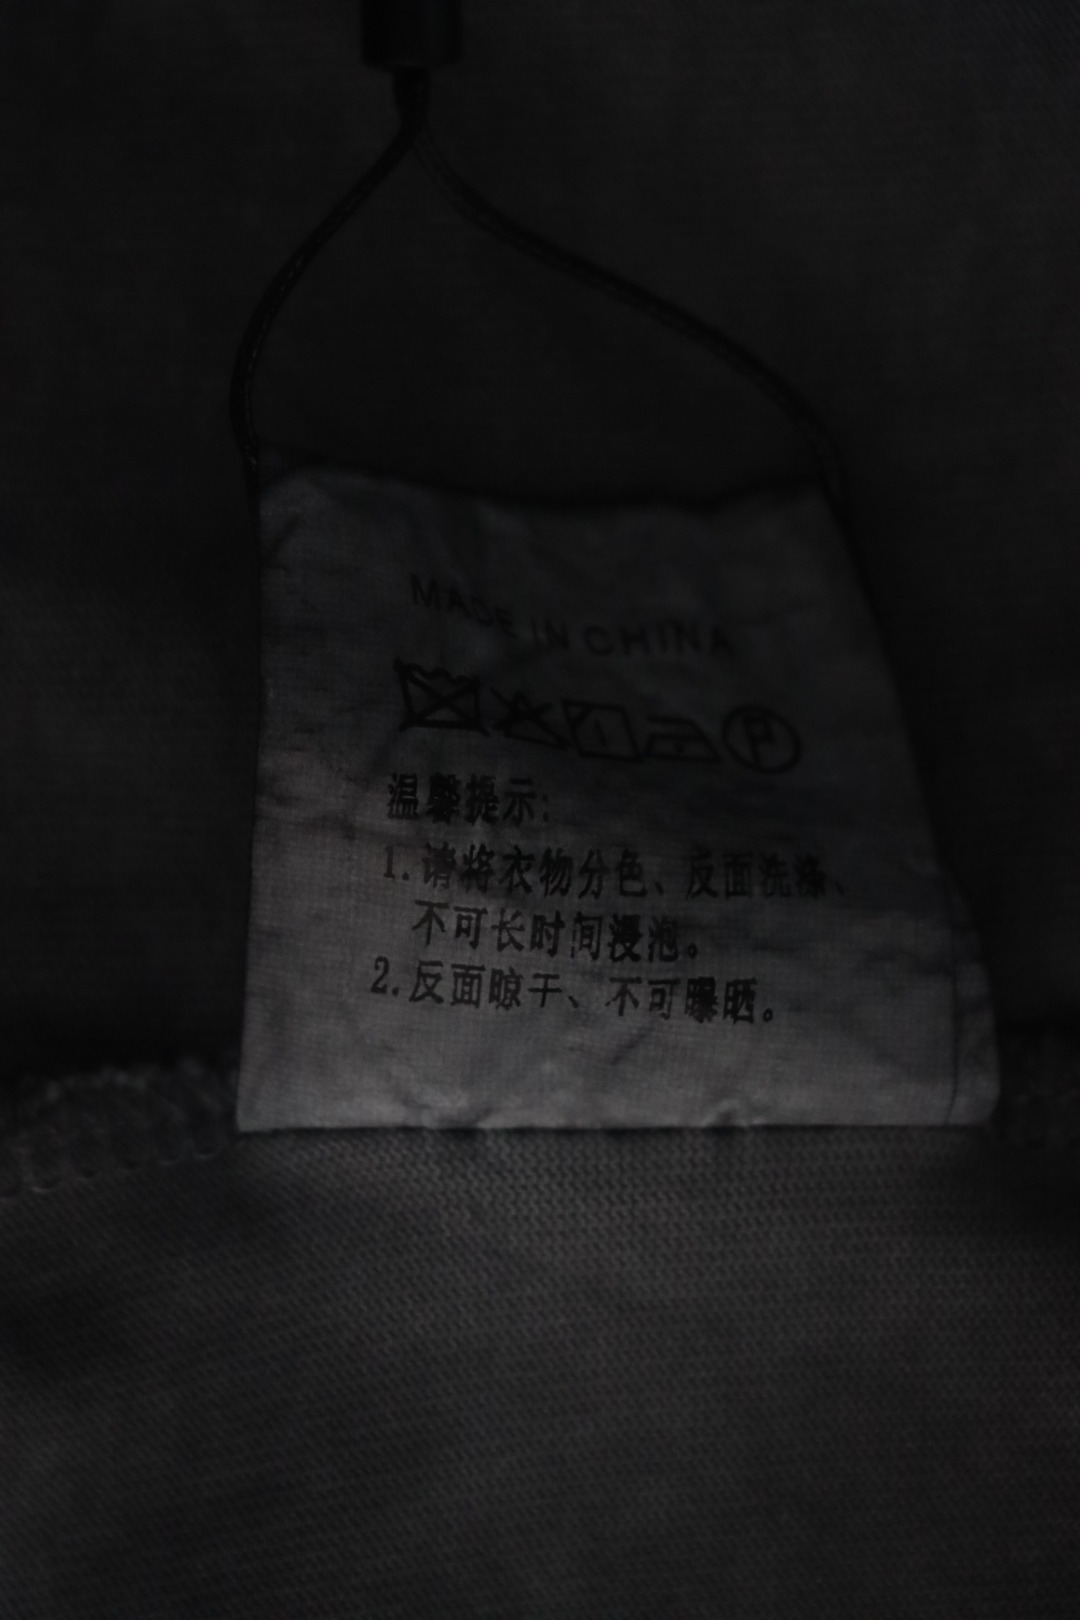 MADE IN CHINA
温馨提示:
1.请将衣物分色、反面洗涤、
不可长时间浸泡。
2.反面晾干、不可曝晒。